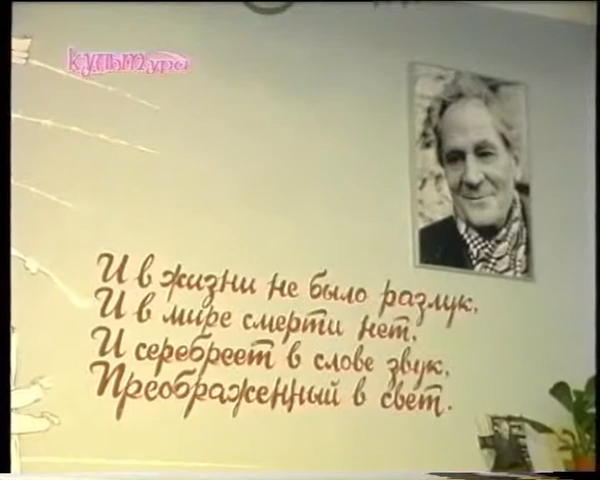 культура
И в жизни не было разлук,
И в мире смерти нет,
И серебреет в слове звук,
Преображенный в свет.